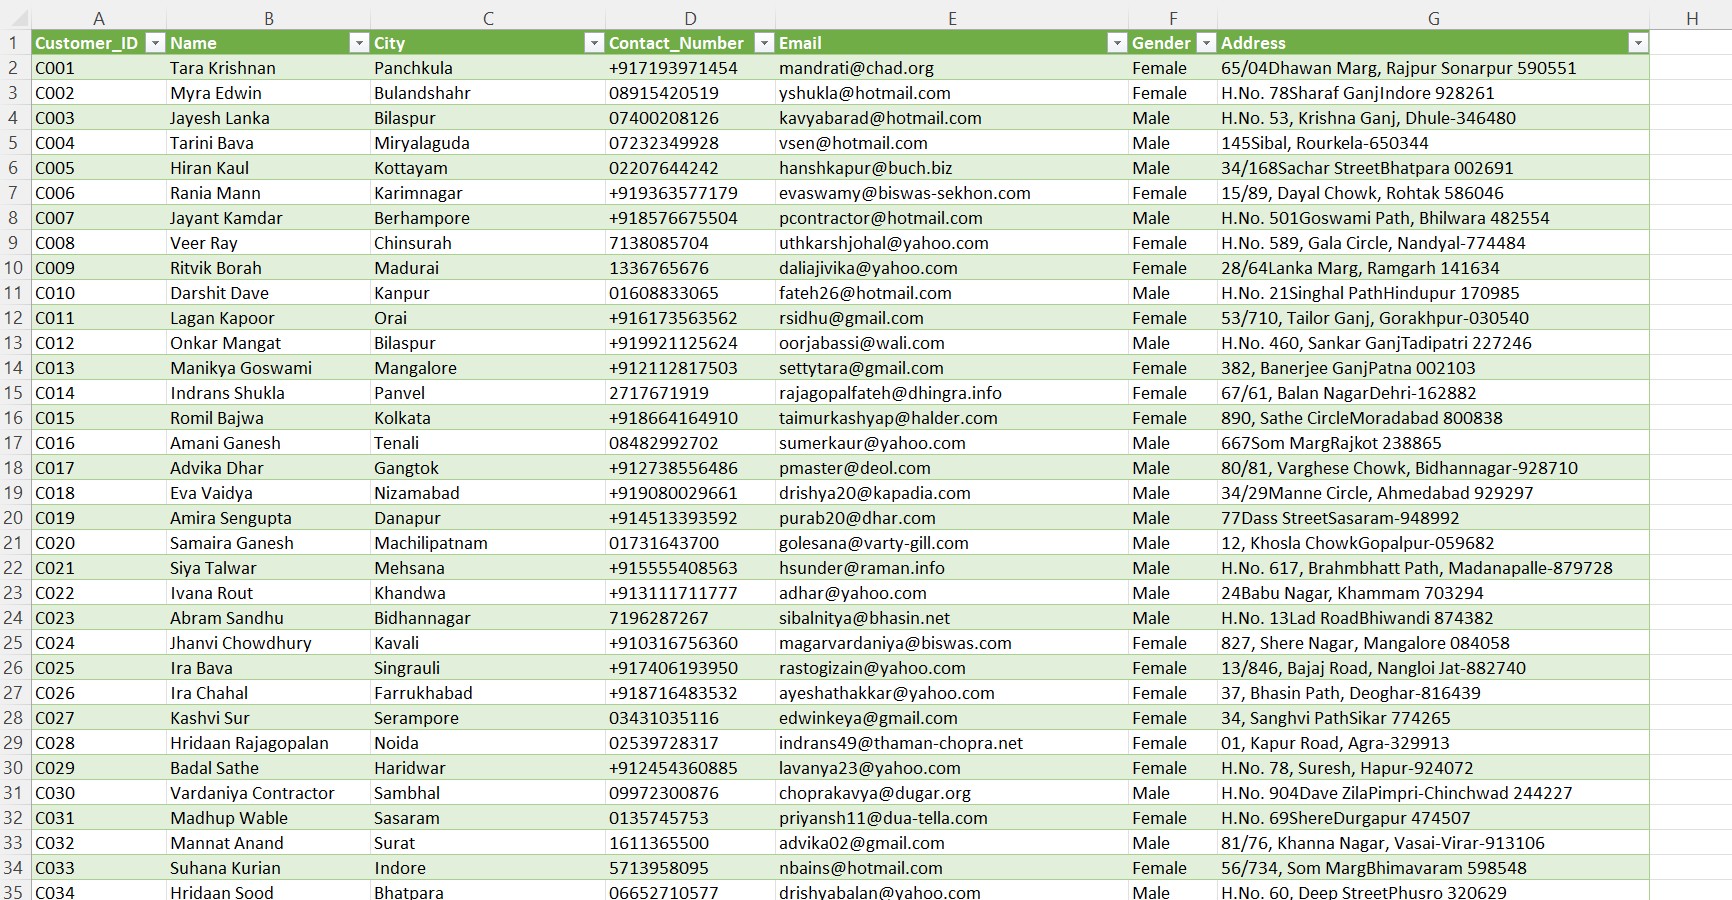 A B C D E F G H
1 Customer_ID Name City Contact_Number Email Gender Address
2 C001 Tara Krishnan Panchkula +917193971454 mandrati@chad.org Female 65/04Dhawan Marg, Rajpur Sonarpur 590551
3 C002 Myra Edwin Bulandshahr 08915420519 yshukla@hotmail.com Female H.No. 78Sharaf GanjIndore 928261
4 C003 Jayesh Lanka Bilaspur 07400208126 kavyabarad@hotmail.com Male H.No. 53, Krishna Ganj, Dhule-346480
5 C004 Tarini Bava Miryalaguda 07232349928 vsen@hotmail.com Male 145Sibal, Rourkela-650344
6 C005 Hiran Kaul Kottayam 02207644242 hanshkapur@buch.biz Male 34/168Sachar StreetBhatpara 002691
7 C006 Rania Mann Karimnagar +919363577179 evaswamy@biswas-sekhon.com Female 15/89, Dayal Chowk, Rohtak 586046
8 C007 Jayant Kamdar Berhampore +918576675504 pcontractor@hotmail.com Male H.No. 501Goswami Path, Bhilwara 482554
9 C008 Veer Ray Chinsurah 7138085704 uthkarshjohal@yahoo.com Female H.No. 589, Gala Circle, Nandyal-774484
10 C009 Ritvik Borah Madurai 1336765676 daliajivika@yahoo.com Female 28/64Lanka Marg, Ramgarh 141634
11 C010 Darshit Dave Kanpur 01608833065 fateh26@hotmail.com Male H.No. 21Singhal PathHindupur 170985
12 C011 Lagan Kapoor Orai +916173563562 rsidhu@gmail.com Female 53/710, Tailor Ganj, Gorakhpur-030540
13 C012 Onkar Mangat Bilaspur +919921125624 oorjabassi@wali.com Male H.No. 460, Sankar GanjTadipatri 227246
14 C013 Manikya Goswami Mangalore +912112817503 settytara@gmail.com Female 382, Banerjee GanjPatna 002103
15 C014 Indrans Shukla Panvel 2717671919 rajagopalfateh@dhingra.info Female 67/61, Balan NagarDehri-162882
16 C015 Romil Bajwa Kolkata +918664164910 taimurkashyap@halder.com Female 890, Sathe CircleMoradabad 800838
17 C016 Amani Ganesh Tenali 08482992702 sumerkaur@yahoo.com Male 667Som MargRajkot 238865
18 C017 Advika Dhar Gangtok +912738556486 pmaster@deol.com Male 80/81, Varghese Chowk, Bidhannagar-928710
19 C018 Eva Vaidya Nizamabad +919080029661 drishya20@kapadia.com Male 34/29Manne Circle, Ahmedabad 929297
20 C019 Amira Sengupta Danapur +914513393592 purab20@dhar.com Male 77Dass StreetSasaram-948992
21 C020 Samaira Ganesh Machilipatnam 01731643700 golesana@varty-gill.com Male 12, Khosla ChowkGopalpur-059682
22 C021 Siya Talwar Mehsana +915555408563 hsunder@raman.info Male H.No. 617, Brahmbhatt Path, Madanapalle-879728
23 C022 Ivana Rout Khandwa +913111711777 adhar@yahoo.com Male 24Babu Nagar, Khammam 703294
24 C023 Abram Sandhu Bidhannagar 7196287267 sibalnitya@bhasin.net Male H.No. 13Lad RoadBhiwandi 874382
25 C024 Jhanvi Chowdhury Kavali +910316756360 magarvardaniya@biswas.com Female 827, Shere Nagar, Mangalore 084058
26 C025 Ira Bava Singrauli +917406193950 rastogizain@yahoo.com Female 13/846, Bajaj Road, Nangloi Jat-882740
27 C026 Ira Chahal Farrukhabad +918716483532 ayeshathakkar@yahoo.com Female 37, Bhasin Path, Deoghar-816439
28 C027 Kashvi Sur Serampore 03431035116 edwinkeya@gmail.com Female 34, Sanghvi PathSikar 774265
29 C028 Hridaan Rajagopalan Noida 02539728317 indrans49@thaman-chopra.net Female 01, Kapur Road, Agra-329913
30 C029 Badal Sathe Haridwar +912454360885 lavanya23@yahoo.com Female H.No. 78, Suresh, Hapur-924072
31 C030 Vardaniya Contractor Sambhal 09972300876 choprakavya@dugar.org Male H.No. 904Dave ZilaPimpri-Chinchwad 244227
32 C031 Madhup Wable Sasaram 0135745753 priyansh11@dua-tella.com Female H.No. 69ShereDurgapur 474507
33 C032 Mannat Anand Surat 1611365500 advika02@gmail.com Male 81/76, Khanna Nagar, Vasai-Virar-913106
34 C033 Suhana Kurian Indore 5713958095 nbains@hotmail.com Female 56/734, Som MargBhimavaram 598548
35 C034 Hridaan Sood Bhatpara 06652710577 drishyabalan@yahoo.com Male H.No. 60, Deep StreetPhusro 320629